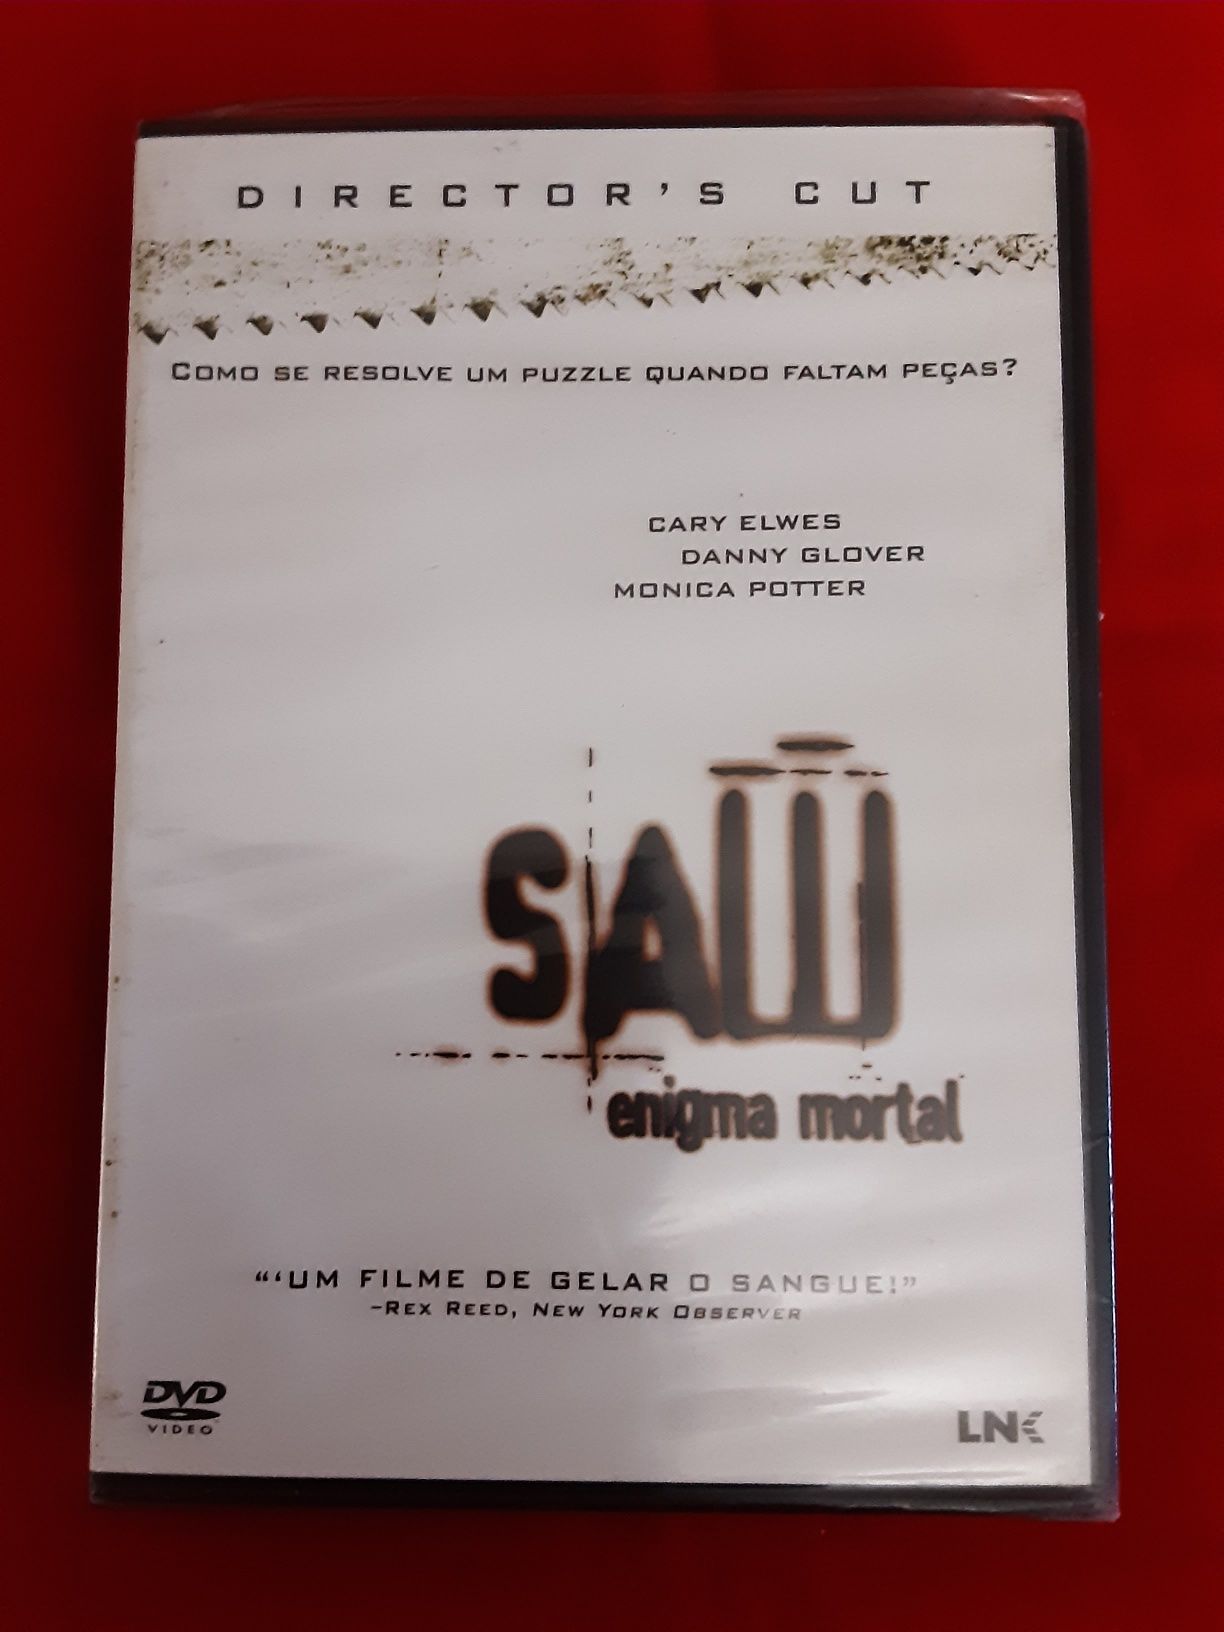 DIRECTOR'S CUT
COMO SE RESOLVE UM PUZZLE QUANDO FALTAM PEÇAS?
CARY ELWES
DANNY GLOVER
MONICA POTTER
SAW
enigma mortal
"'UM FILME DE GELAR O SANGUE!"
-REX REED, NEW YORK OBSERVER
DVD
VIDEO
LNK